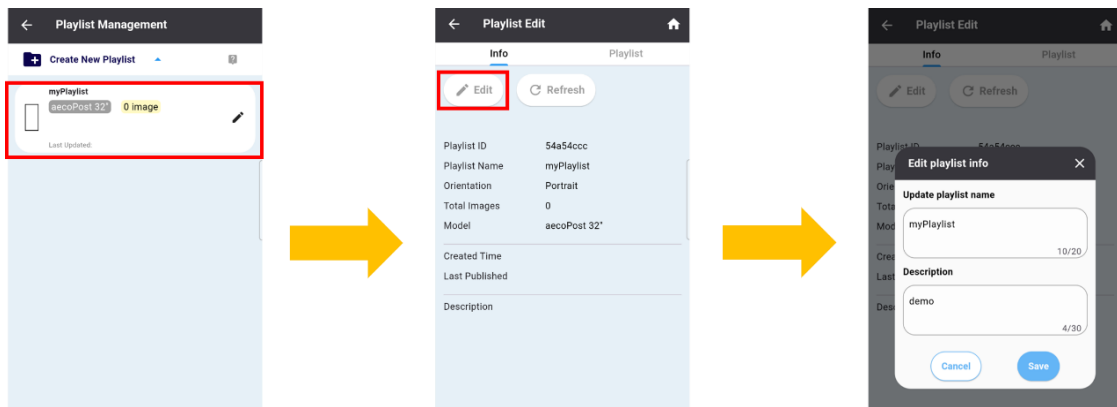 Playlist Management
Create New Playlist
myPlaylist
aecoPost 32" 0 image
Last Updated:
Playlist Edit
Info Playlist
Edit Refresh
Playlist ID 54a54ccc
Playlist Name myPlaylist
Orientation Portrait
Total Images 0
Model aecoPost 32"
Created Time
Last Published
Description
Playlist Edit
Info Playlist
Edit Refresh
Playlist ID 54a54ccc
Edit playlist info
Update playlist name
myPlaylist
10/20
Description
demo
4/30
Cancel Save